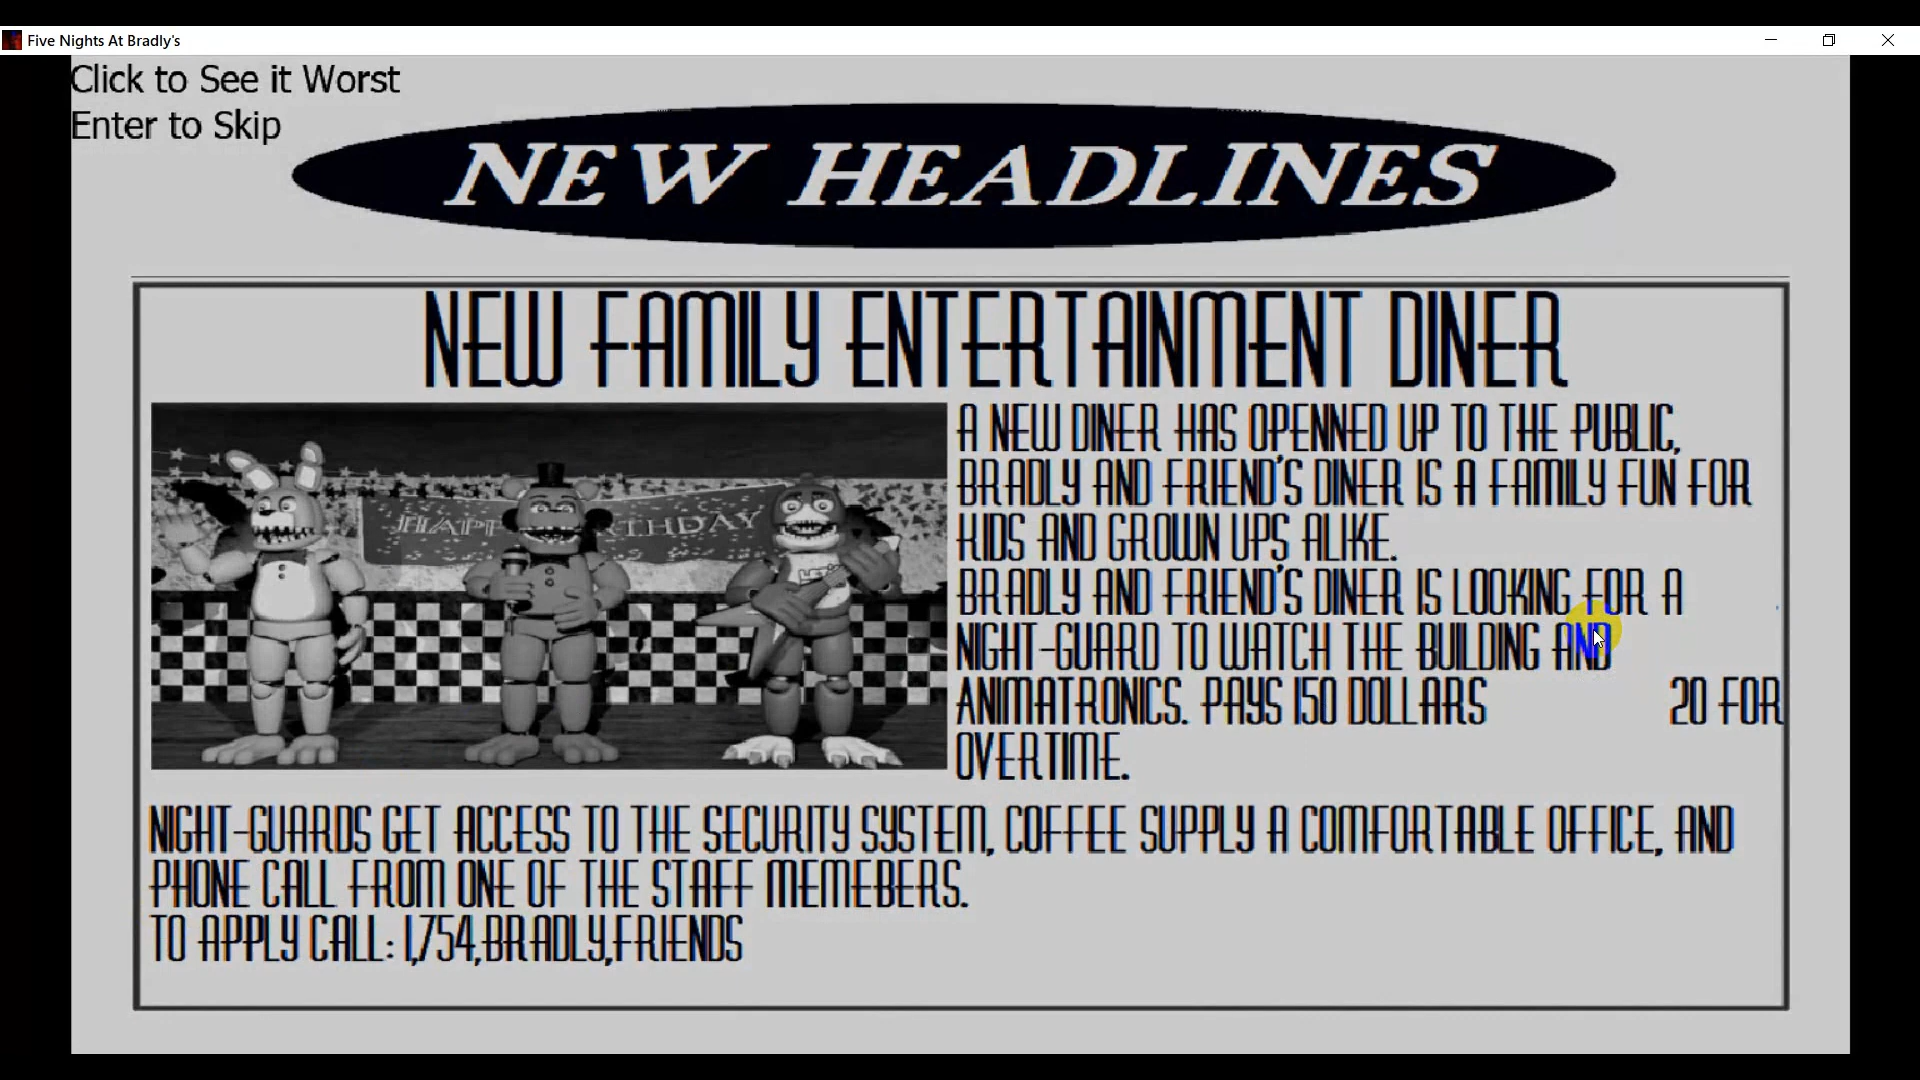 Five Nights At Bradly's
Click to See it Worst
Enter to Skip
NEW HEADLINES
NEW FAMILY ENTERTAINMENT DINER
A NEW DINER HAS OPENNED UP TO THE PUBLIC,
BRADLY AND FRIEND'S DINER IS A FAMILY FUN FOR
KIDS AND GROWN UPS ALIKE.
BRADLY AND FRIEND'S DINER IS LOOKING FOR A
NIGHT-GUARD TO WATCH THE BUILDING AND
ANIMATRONICS. PAYS 150 DOLLARS 20 FOR
OVERTIME.
HAPP RTHDAY
NIGHT-GUARDS GET ACCESS TO THE SECURITY SYSTEM, COFFEE SUPPLY A COMFORTABLE OFFICE, AND
PHONE CALL FROM ONE OF THE STAFF MEMEBERS.
TO APPLY CALL: 1,754,BRADLY,FRIENDS